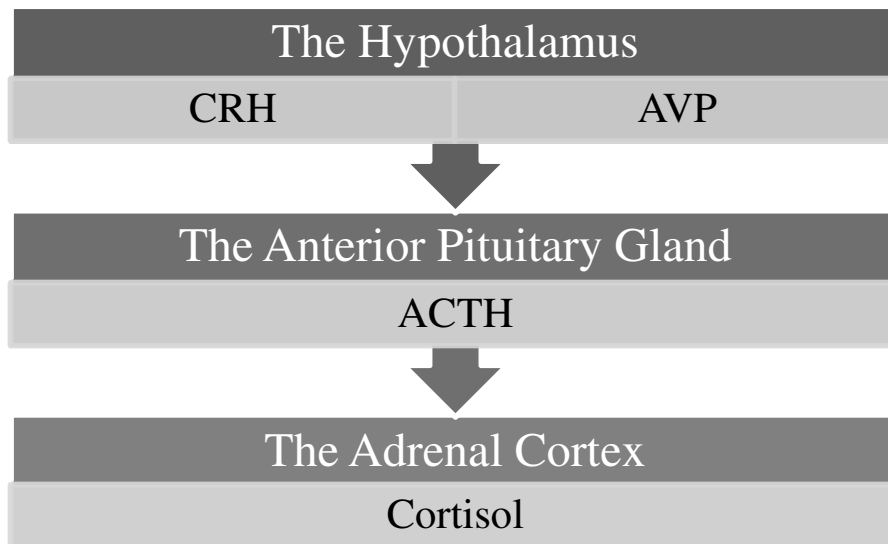 The Hypothalamus
CRH AVP
The Anterior Pituitary Gland
ACTH
The Adrenal Cortex
Cortisol